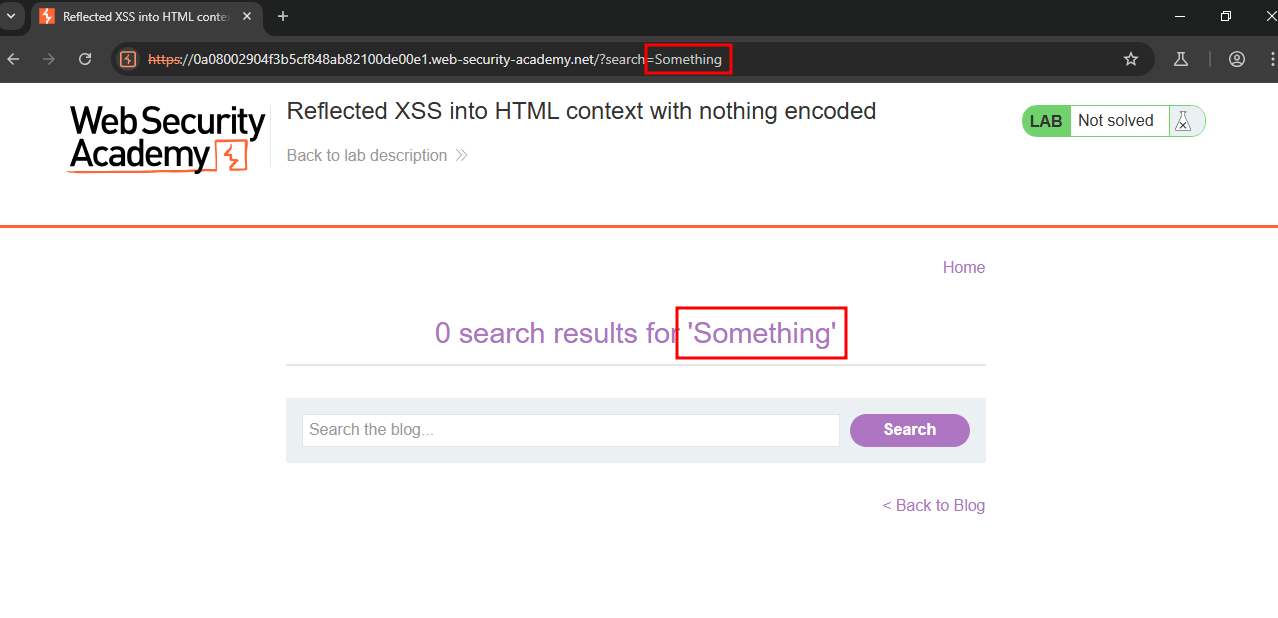 Reflected XSS into HTML conte
https://0a08002904f3b5cf848ab82100de00e1.web-security-academy.net/?search=Something
Web Security
Academy
Reflected XSS into HTML context with nothing encoded
Back to lab description
LAB Not solved
Home
0 search results for 'Something'
Search the blog...
Search
< Back to Blog